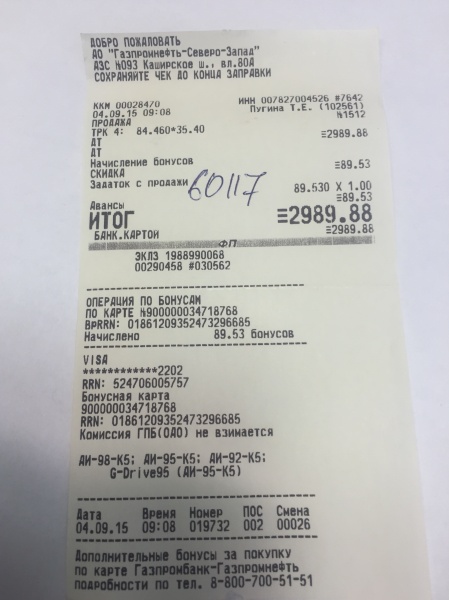 ДОБРО ПОЖАЛОВАТЬ
АО "Газпромнефть-Северо-Запад"
АЗС №093 Каширское ш., вл.80А
СОХРАНЯЙТЕ ЧЕК ДО КОНЦА ЗАПРАВКИ
ККМ 00028470 ИНН 007827004526 #7642
04.09.15 09:08 Пугина Т.Е. (102561)
ПРОДАЖА №1512
ТРК 4: 84.460*35.40 ≡2989.88
ДТ
ДТ
Начисление бонусов ≡89.53
СКИДКА
Задаток с продажи 89.530 X 1.00
60117
≡89.53
Авансы
ИТОГ ≡2989.88
БАНК.КАРТОЙ ≡2989.88
ФП
ЭКЛЗ 1988990068
00290458 #030562
ОПЕРАЦИЯ ПО БОНУСАМ
ПО КАРТЕ №900000034718768
ВрRRN: 01861209352473296685
Начислено 89.53 бонусов
VISA
************2202
RRN: 524706005757
Бонусная карта
900000034718768
RRN: 01861209352473296685
Комиссия ГПБ(ОАО) не взимается
АИ-98-К5; АИ-95-К5; АИ-92-К5;
G-Drive95 (АИ-95-К5)
Дата Время Номер ПОС Смена
04.09.15 09:08 019732 002 00026
Дополнительные бонусы за покупку
по карте Газпромбанк-Газпромнефть
подробности по тел. 8-800-700-51-51